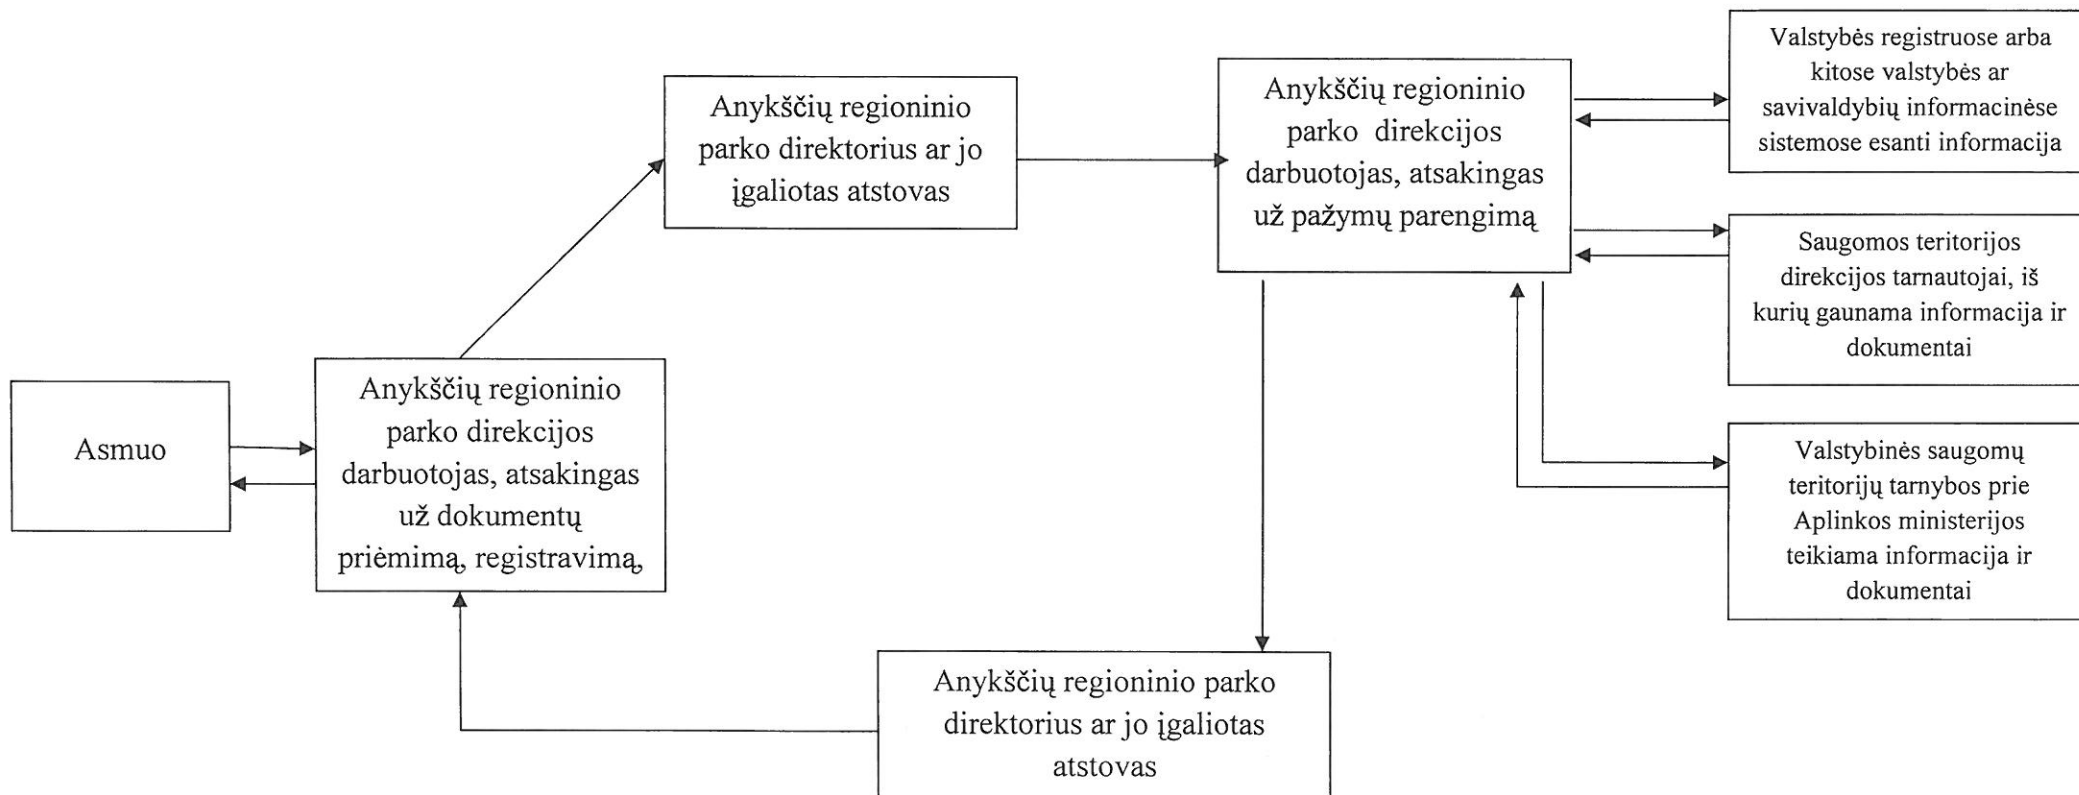 Asmuo
Anykščių regioninio
parko direkcijos
darbuotojas, atsakingas
už dokumentų
priėmimą, registravimą,
Anykščių regioninio
parko direktorius ar jo
įgaliotas atstovas
Anykščių regioninio
parko direkcijos
darbuotojas, atsakingas
už pažymų parengimą
Valstybės registruose arba
kitose valstybės ar
savivaldybių informacinėse
sistemose esanti informacija
Saugomos teritorijos
direkcijos tarnautojai, iš
kurių gaunama informacija ir
dokumentai
Valstybinės saugomų
teritorijų tarnybos prie
Aplinkos ministerijos
teikiama informacija ir
dokumentai
Anykščių regioninio parko
direktorius ar jo įgaliotas
atstovas